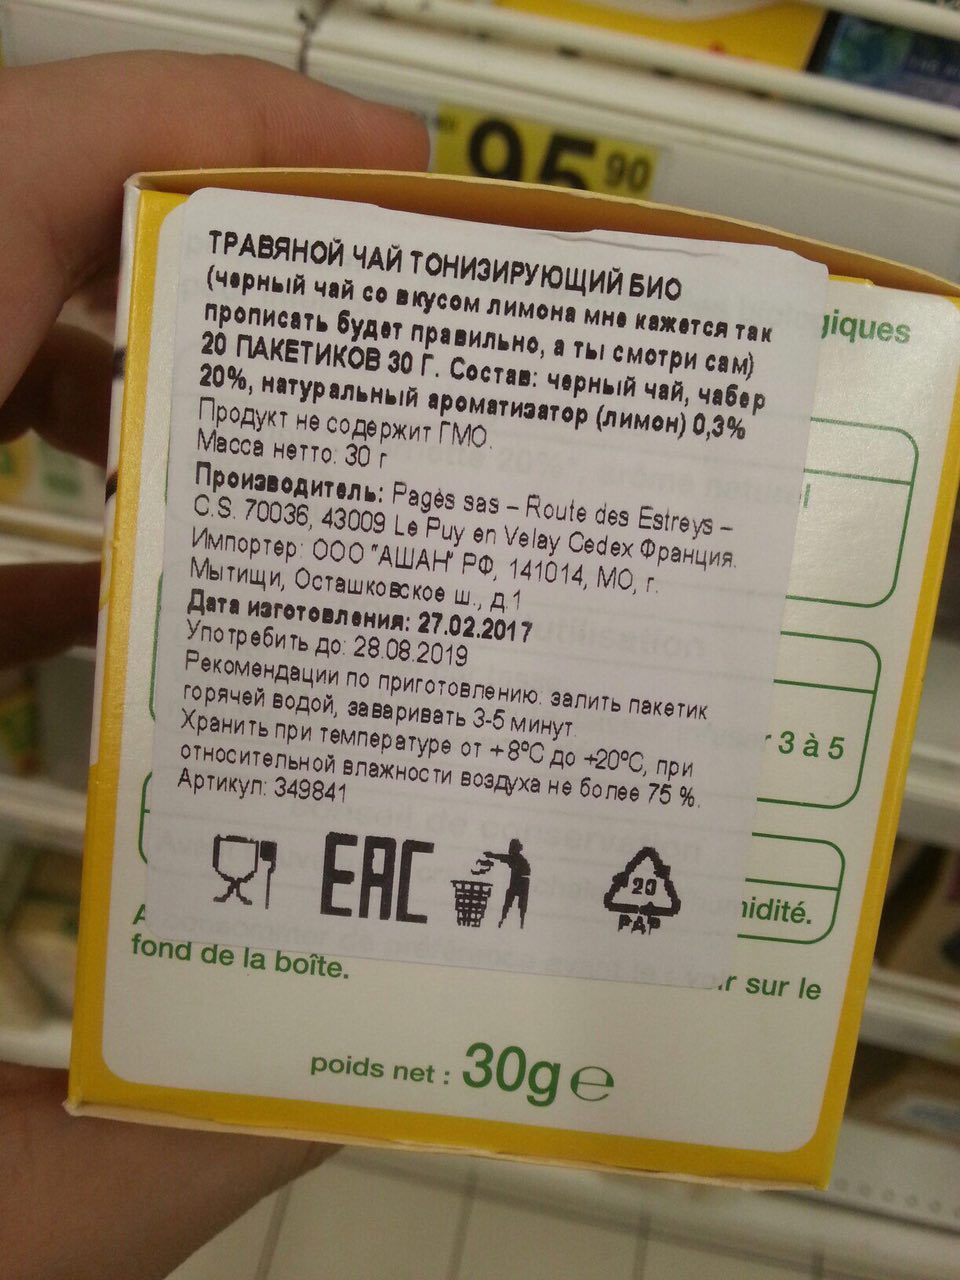 95 90
ТРАВЯНОЙ ЧАЙ ТОНИЗИРУЮЩИЙ БИО
(черный чай со вкусом лимона мне кажется так
прописать будет правильно, а ты смотри сам)
20 ПАКЕТИКОВ 30 Г. Состав: черный чай, чабер
20%, натуральный ароматизатор (лимон) 0,3%
Продукт не содержит ГМО.
Масса нетто: 30 г
Производитель: Pagès sas – Route des Estreys –
C.S. 70036, 43009 Le Puy en Velay Cedex Франция.
Импортер: ООО "АШАН" РФ, 141014, МО, г.
Мытищи, Осташковское ш., д.1
Дата изготовления: 27.02.2017
Употребить до: 28.08.2019
Рекомендации по приготовлению: залить пакетик
горячей водой, заваривать 3-5 минут.
Хранить при температуре от +8ºС до +20ºС, при
относительной влажности воздуха не более 75 %.
Артикул: 349841
EAC
20
PAP
giques
3 à 5
midité.
r sur le
fond de la boîte.
poids net : 30g ℮